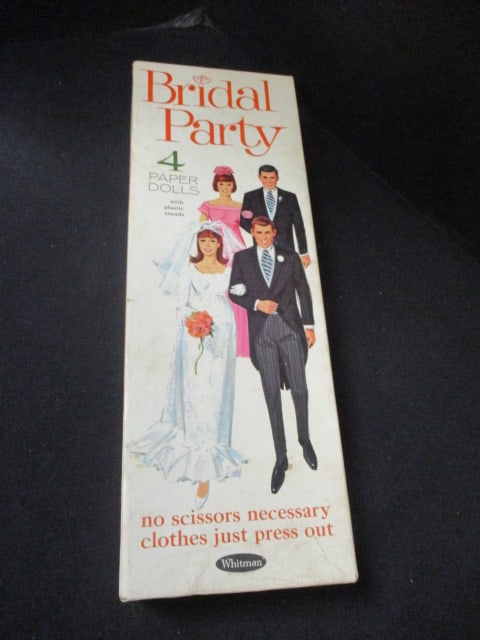 Bridal
Party
4
PAPER
DOLLS
with
plastic
stands
no scissors necessary
clothes just press out
Whitman